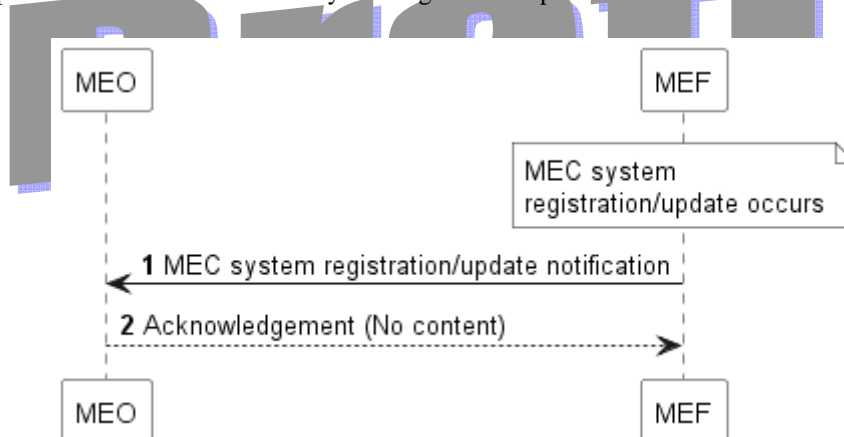 MEO
MEF
MEC system
registration/update occurs
1 MEC system registration/update notification
2 Acknowledgement (No content)
MEO
MEF